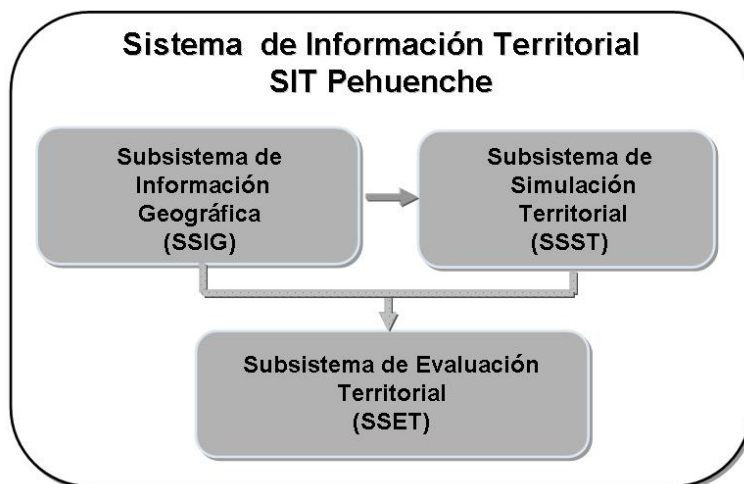 Sistema de Información Territorial
SIT Pehuenche
Subsistema de
Información
Geográfica
(SSIG)
Subsistema de
Simulación
Territorial
(SSST)
Subsistema de Evaluación
Territorial
(SSET)